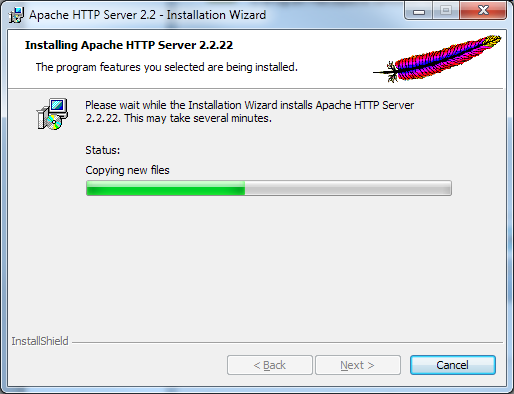 Apache HTTP Server 2.2 - Installation Wizard
Installing Apache HTTP Server 2.2.22
The program features you selected are being installed.
Please wait while the Installation Wizard installs Apache HTTP Server
2.2.22. This may take several minutes.
Status:
Copying new files
InstallShield
< Back Next > Cancel